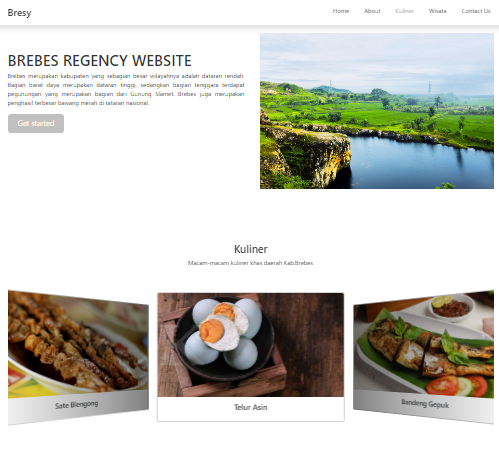 Bresy
Home About Kuliner Wisata Contact Us
BREBES REGENCY WEBSITE
Brebes merupakan kabupaten yang sebagian besar wilayahnya adalah dataran rendah.
Bagian barat daya merupakan dataran tinggi, sedangkan bagian tenggara terdapat
pegunungan yang merupakan bagian dari Gunung Slamet. Brebes juga merupakan
penghasil terbesar bawang merah di tataran nasional.
Get started
Kuliner
Macam-macam kuliner khas daerah Kab.Brebes
Sate Blengong
Telur Asin
Bandeng Gepuk